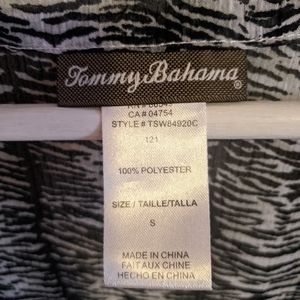 Tommy Bahama®
CA# 04754
STYLE # TSW84920C
121
100% POLYESTER
SIZE / TAILLE/TALLA
S
MADE IN CHINA
FAIT AUX CHINE
HECHO EN CHINA